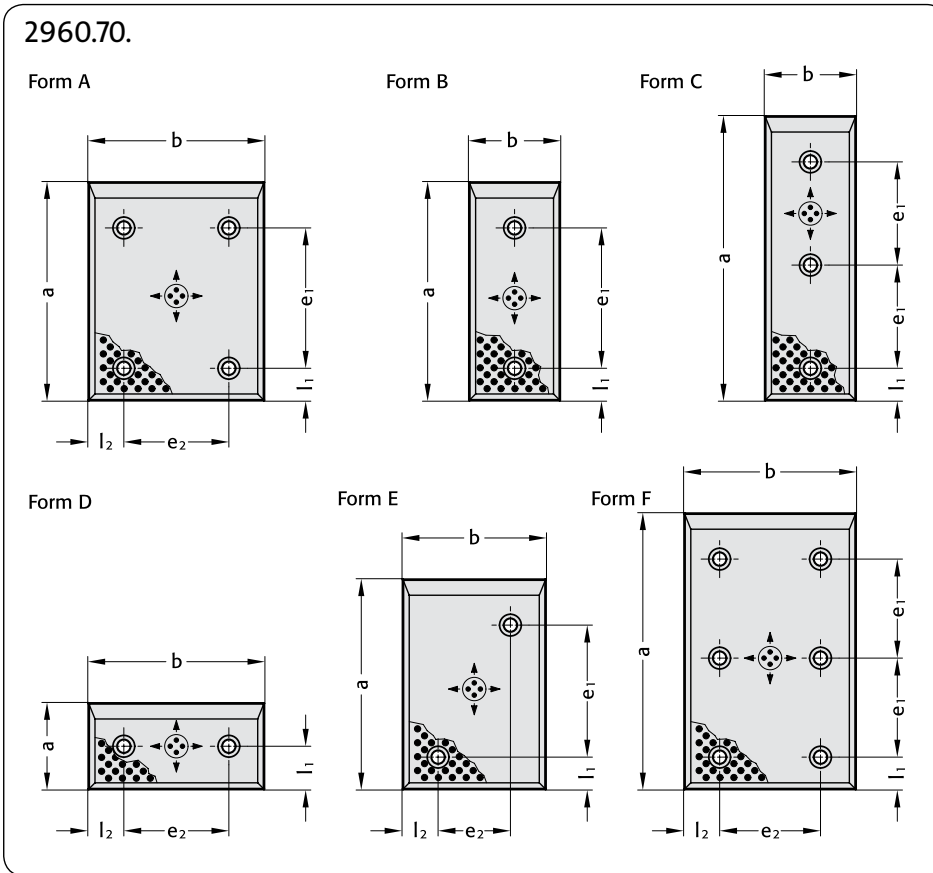 2960.70.
Form A
b
a
e₁
l₁
l₂
e₂
Form B
b
a
e₁
l₁
Form C
b
a
e₁
e₁
l₁
Form D
b
a
l₁
l₂
e₂
Form E
b
a
e₁
l₁
l₂
e₂
Form F
b
a
e₁
e₁
l₁
l₂
e₂